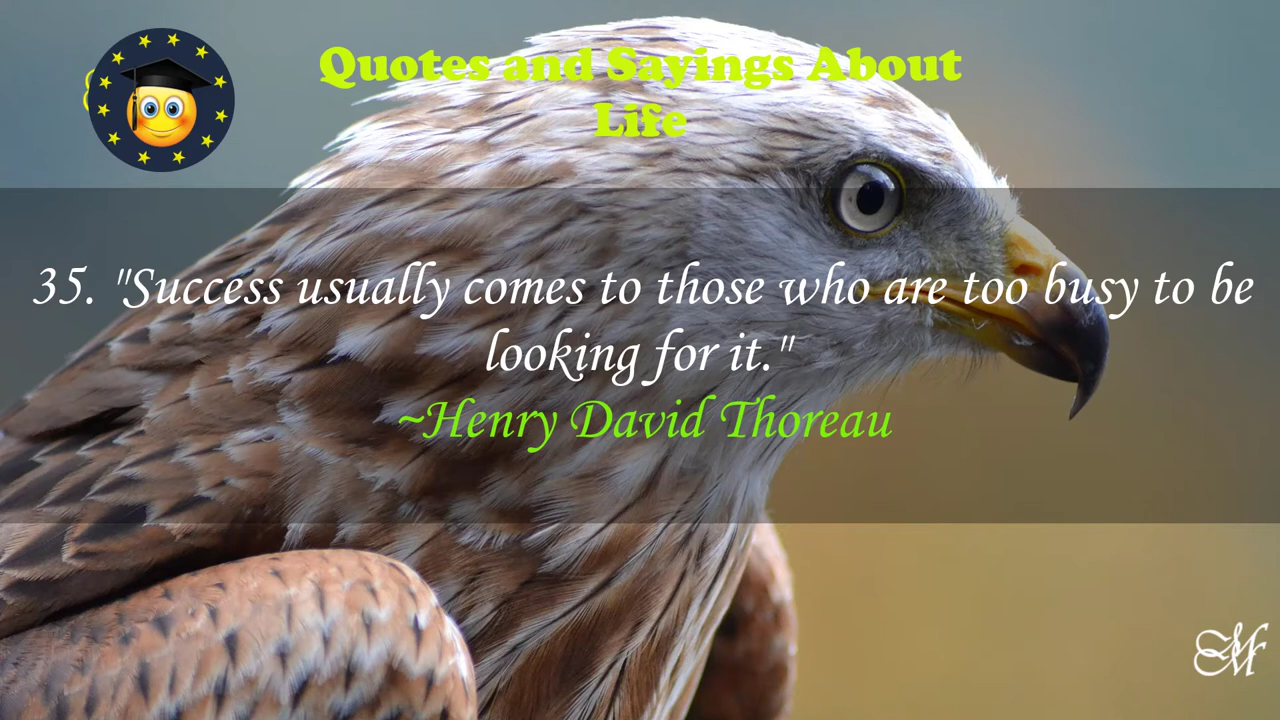 Quotes and Sayings About
Life
35. "Success usually comes to those who are too busy to be
looking for it."
~Henry David Thoreau